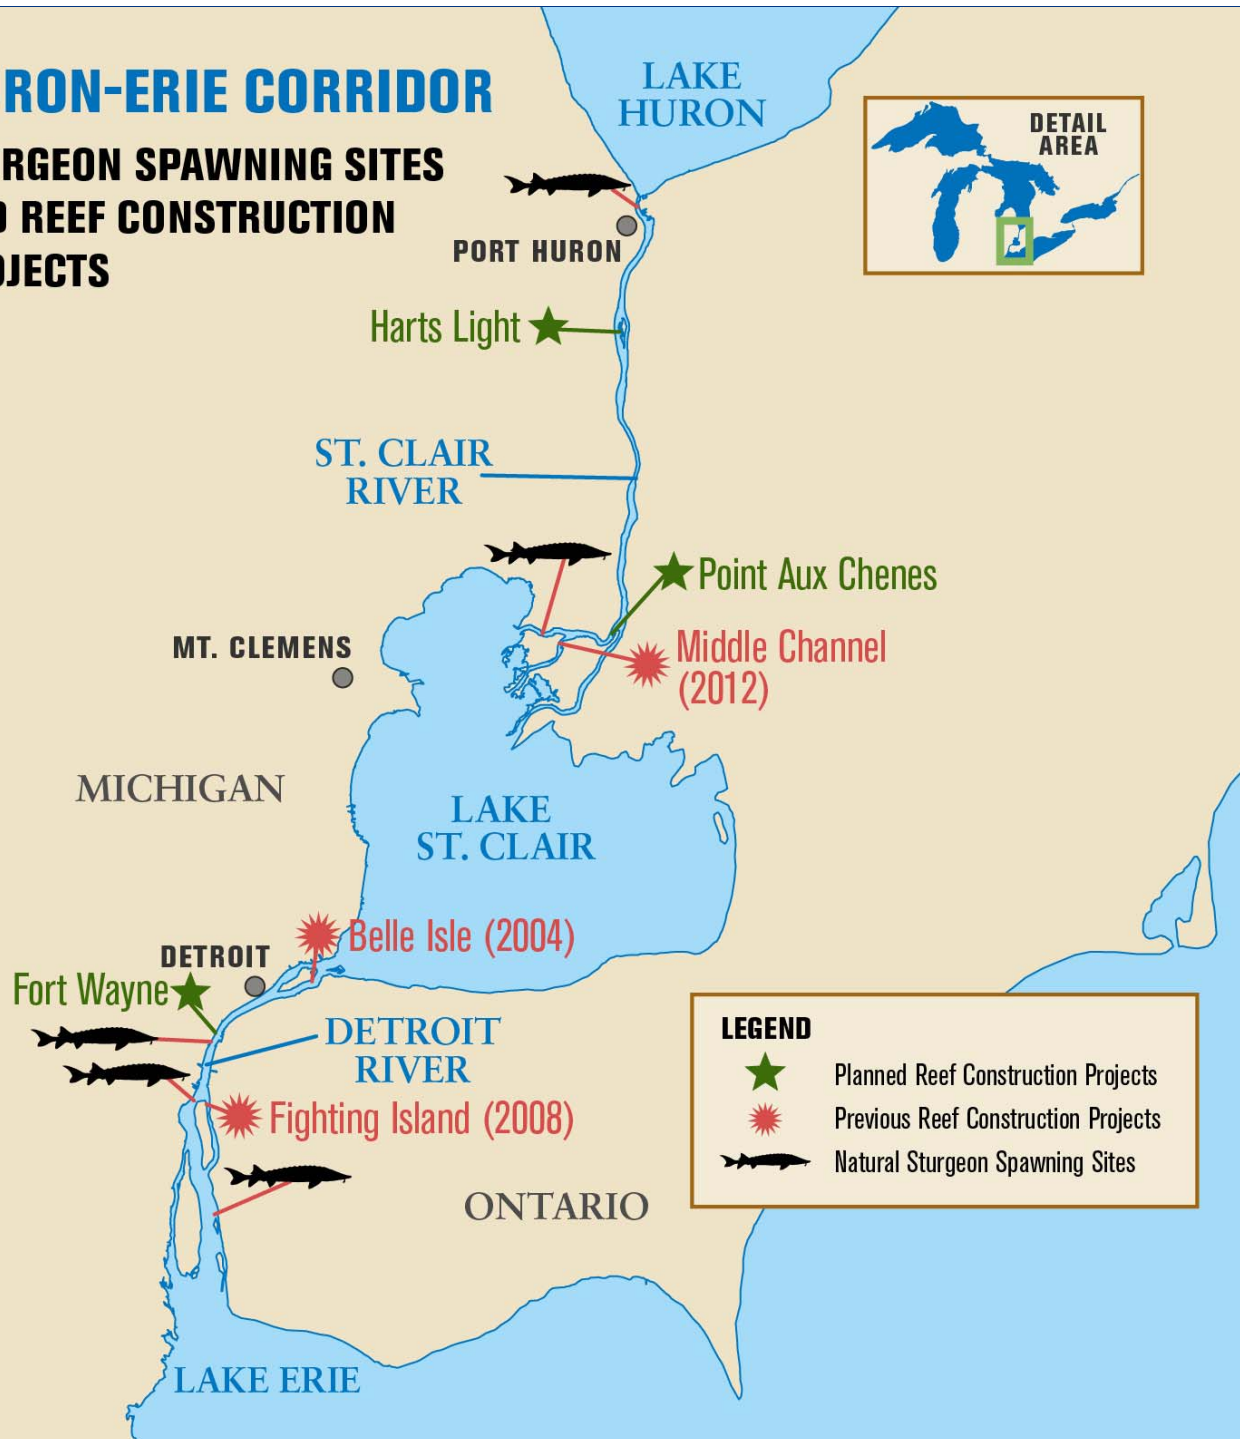 RON-ERIE CORRIDOR
RGEON SPAWNING SITES
REEF CONSTRUCTION
JECTS
LAKE
HURON
DETAIL
AREA
PORT HURON
Harts Light
ST. CLAIR
RIVER
Point Aux Chenes
MT. CLEMENS
Middle Channel
(2012)
MICHIGAN
LAKE
ST. CLAIR
Belle Isle (2004)
DETROIT
Fort Wayne
DETROIT
RIVER
Fighting Island (2008)
LEGEND
Planned Reef Construction Projects
Previous Reef Construction Projects
Natural Sturgeon Spawning Sites
ONTARIO
LAKE ERIE